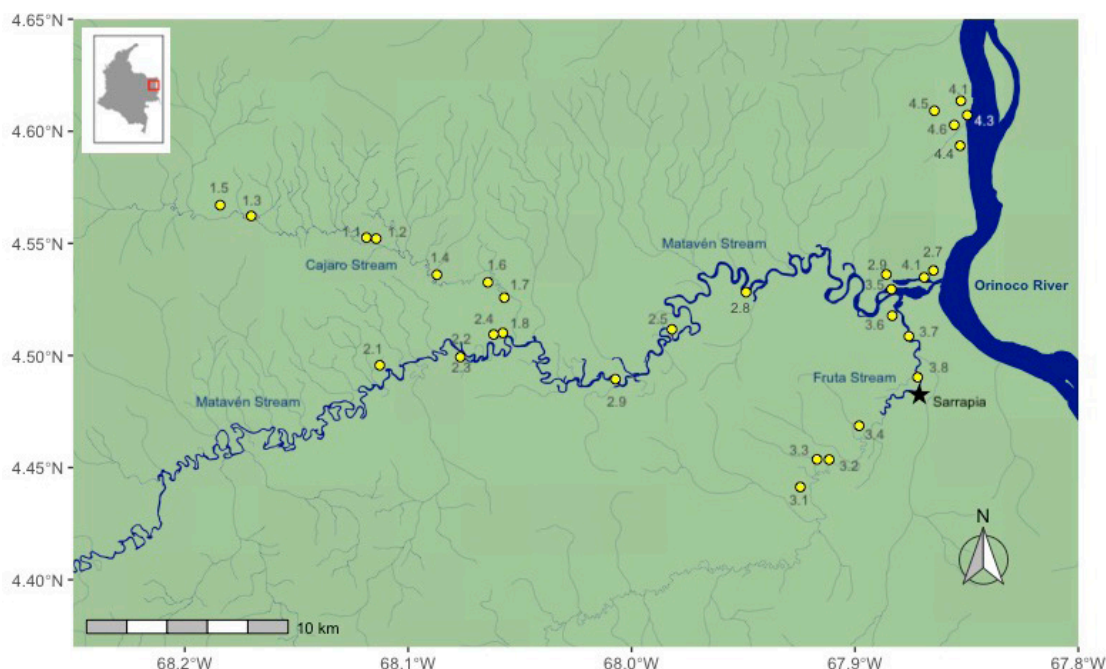 4.65°N
4.60°N
4.55°N
4.50°N
4.45°N
4.40°N
4.1
4.5
4.3
4.6
4.4
1.5
1.3
1.1
1.2
Cajaro Stream
1.4
1.6
1.7
Matavén Stream
2.9
4.1
2.7
3.5
Orinoco River
2.8
2.5
3.6
3.7
2.4
1.8
2.2
2.3
2.1
2.9
Fruta Stream
3.8
Sarrapia
Matavén Stream
3.4
3.3
3.2
3.1
N
10 km
68.2°W
68.1°W
68.0°W
67.9°W
67.8°W